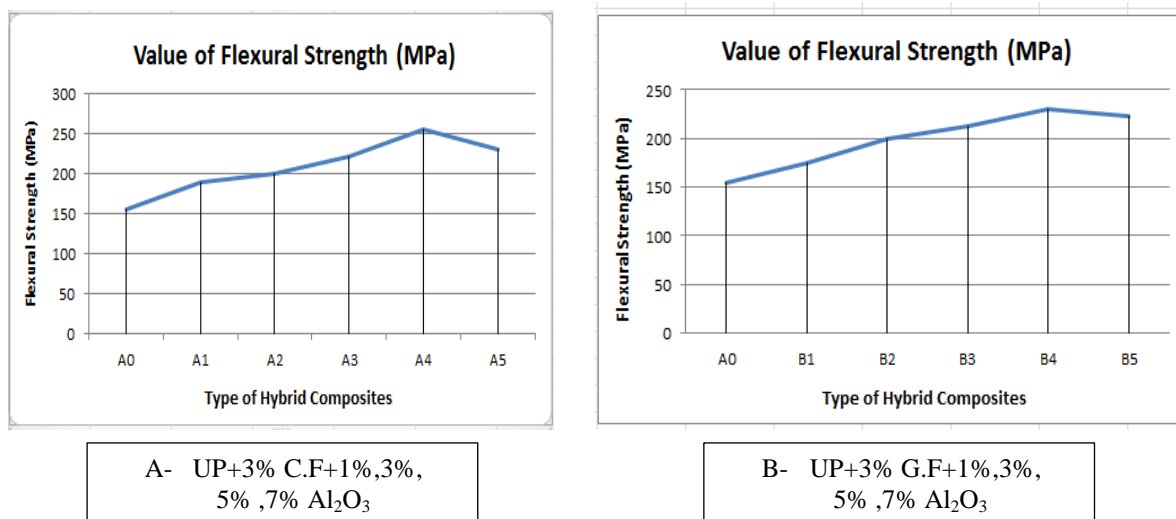 Value of Flexural Strength (MPa)
Flexural Strength (MPa)
300
250
200
150
100
50
0
A0 A1 A2 A3 A4 A5
Type of Hybrid Composites
A- UP+3% C.F+1%,3%,
5% ,7% Al₂O₃
Value of Flexural Strength (MPa)
Flexural Strength (MPa)
250
200
150
100
50
0
A0 B1 B2 B3 B4 B5
Type of Hybrid Composites
B- UP+3% G.F+1%,3%,
5% ,7% Al₂O₃